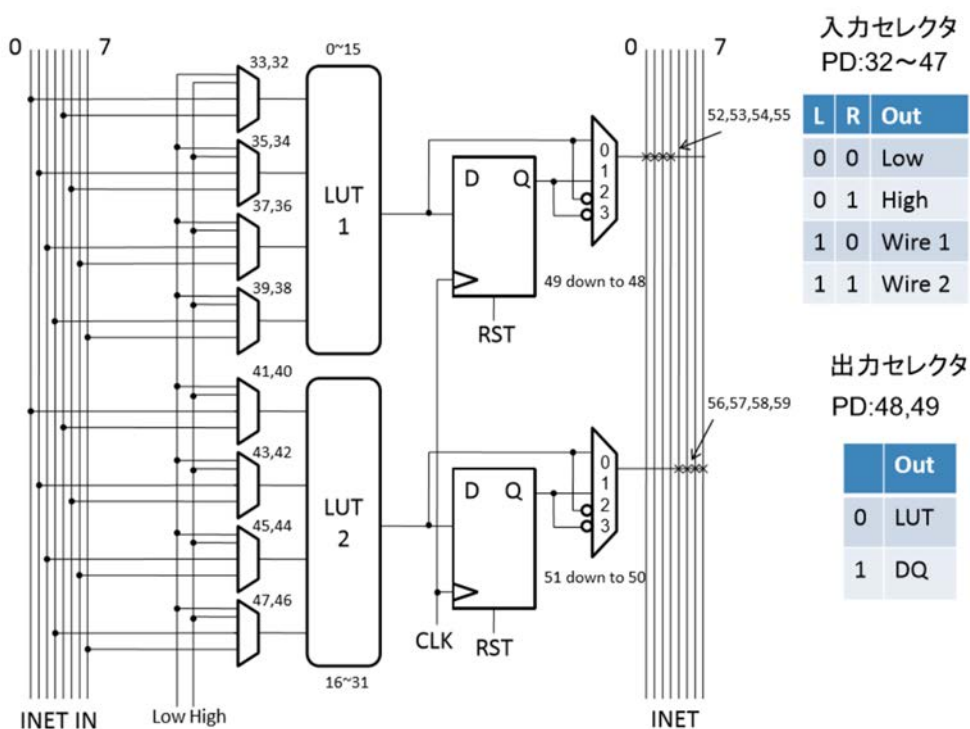 0 7
33,32
35,34
37,36
39,38
41,40
43,42
45,44
47,46
INET IN
Low High
0~15
LUT
1
LUT
2
16~31
D Q
RST
0
1
2
3
49 down to 48
D Q
CLK
RST
0
1
2
3
51 down to 50
0 7
52,53,54,55
56,57,58,59
INET
入力セレクタ
PD:32～47
L R Out
0 0 Low
0 1 High
1 0 Wire 1
1 1 Wire 2
出力セレクタ
PD:48,49
Out
0 LUT
1 DQ